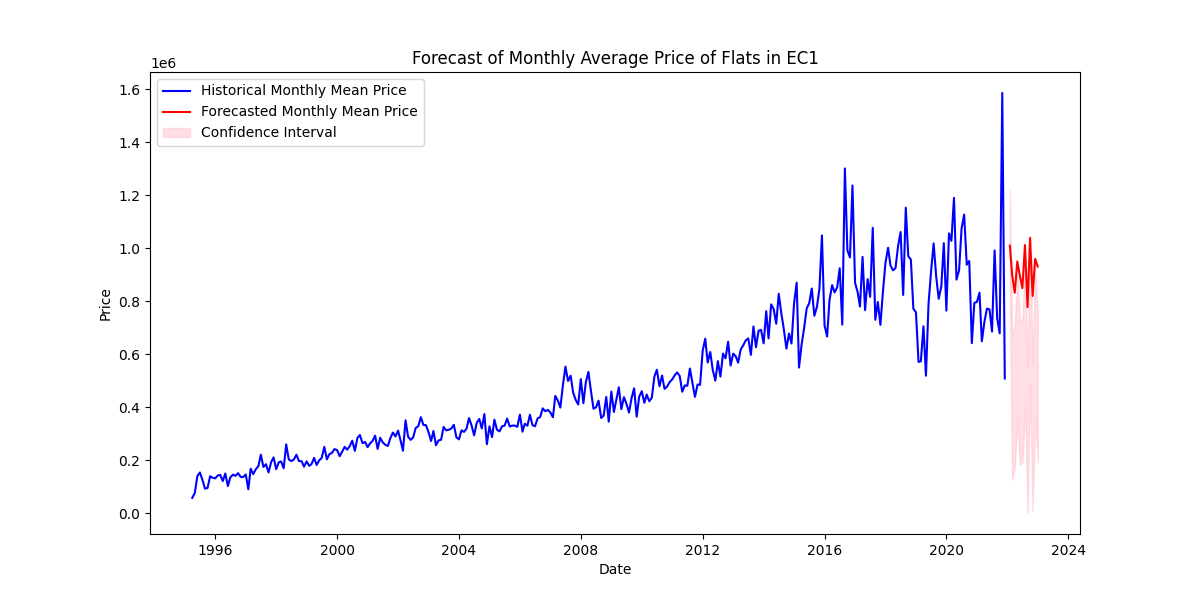 Forecast of Monthly Average Price of Flats in EC1
1e6
Historical Monthly Mean Price
Forecasted Monthly Mean Price
Confidence Interval
1.6
1.4
1.2
1.0
0.8
0.6
0.4
0.2
0.0
Price
1996 2000 2004 2008 2012 2016 2020 2024
Date